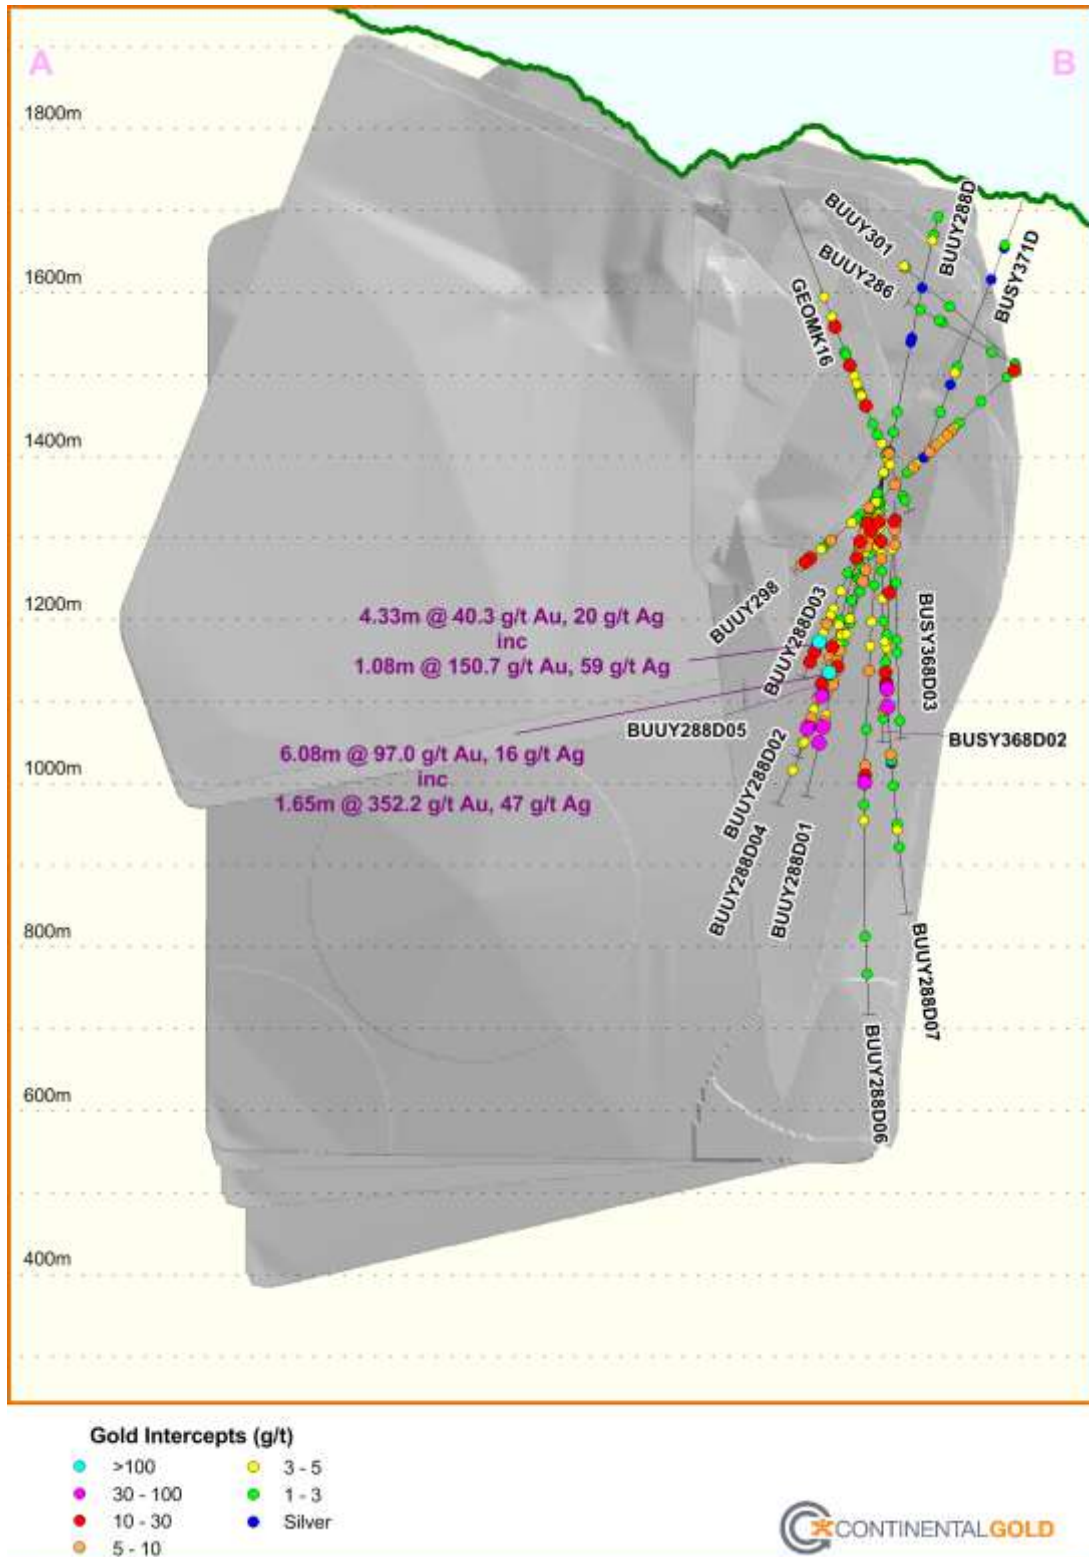 A
B
1800m
BUUY301
BUUY288D
BUUY286
BUSY371D
1600m
GEOMK16
1400m
1200m
4.33m @ 40.3 g/t Au, 20 g/t Ag
inc
1.08m @ 150.7 g/t Au, 59 g/t Ag
BUUY298
BUUY288D03
BUSY368D03
BUUY288D05
BUSY368D02
6.08m @ 97.0 g/t Au, 16 g/t Ag
inc
1.65m @ 352.2 g/t Au, 47 g/t Ag
1000m
BUUY288D02
BUUY288D04
BUUY288D01
800m
BUUY288D07
BUUY288D06
600m
400m
Gold Intercepts (g/t)
>100
3 - 5
30 - 100
1 - 3
10 - 30
Silver
5 - 10
CONTINENTALGOLD